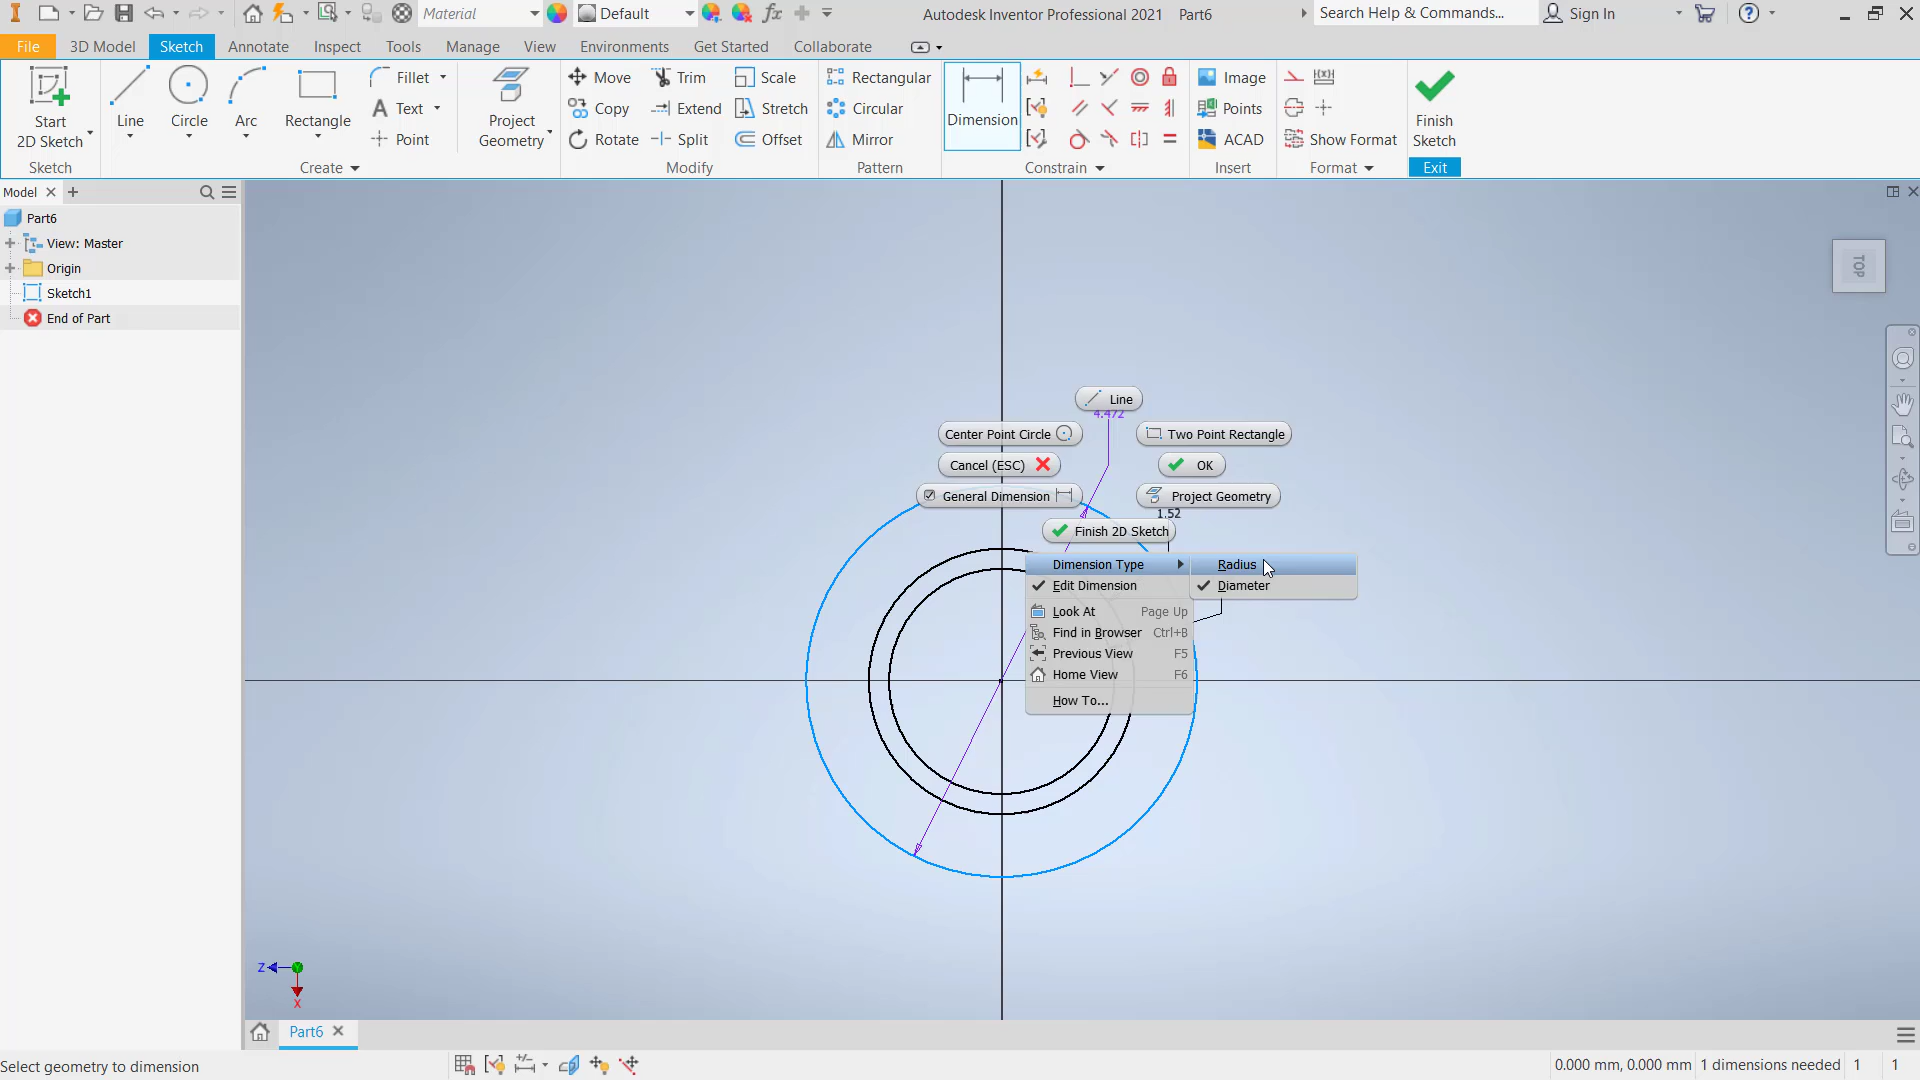 Material
Default
Autodesk Inventor Professional 2021 Part6
Search Help & Commands...
Sign In
File 3D Model Sketch Annotate Inspect Tools Manage View Environments Get Started Collaborate
Start
2D Sketch
Sketch
Line
Circle
Arc
Rectangle
Fillet
Text
Point
Create
Project
Geometry
Move
Copy
Rotate
Trim
Extend
Split
Scale
Stretch
Offset
Modify
Rectangular
Circular
Mirror
Pattern
Dimension
Constrain
Image
Points
ACAD
Insert
Show Format
Format
Finish
Sketch
Exit
Model
Part6
View: Master
Origin
Sketch1
End of Part
TOP
Line
4.472
Center Point Circle
Two Point Rectangle
Cancel (ESC)
OK
General Dimension
Project Geometry
1.52
Finish 2D Sketch
Dimension Type
Radius
Edit Dimension
Diameter
Look At Page Up
Find in Browser Ctrl+B
Previous View F5
Home View F6
How To...
Z
X
Part6
Select geometry to dimension
0.000 mm, 0.000 mm 1 dimensions needed 1 1